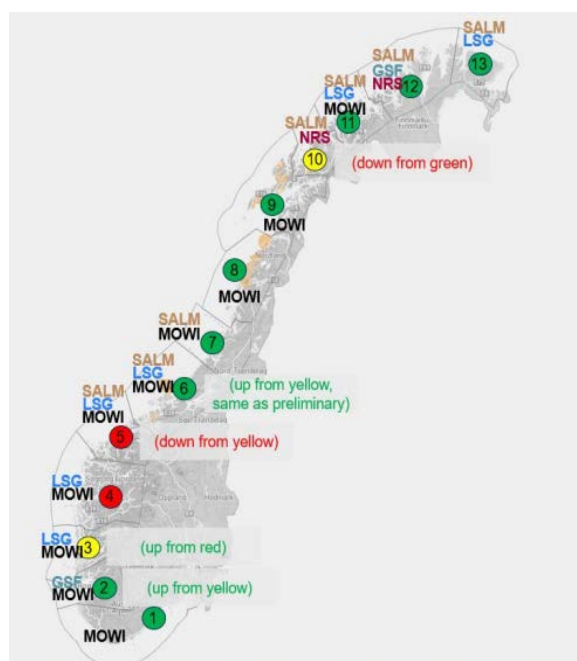 SALM
LSG
13
SALM
GSF
NRS
12
SALM
LSG
MOWI
11
SALM
NRS
10
(down from green)
9
MOWI
8
MOWI
SALM
MOWI
7
SALM
LSG
MOWI
6
(up from yellow,
same as preliminary)
SALM
LSG
MOWI
5
(down from yellow)
LSG
MOWI
4
LSG
MOWI
3
(up from red)
GSF
MOWI
2
(up from yellow)
1
MOWI
Oppland
Hedmark